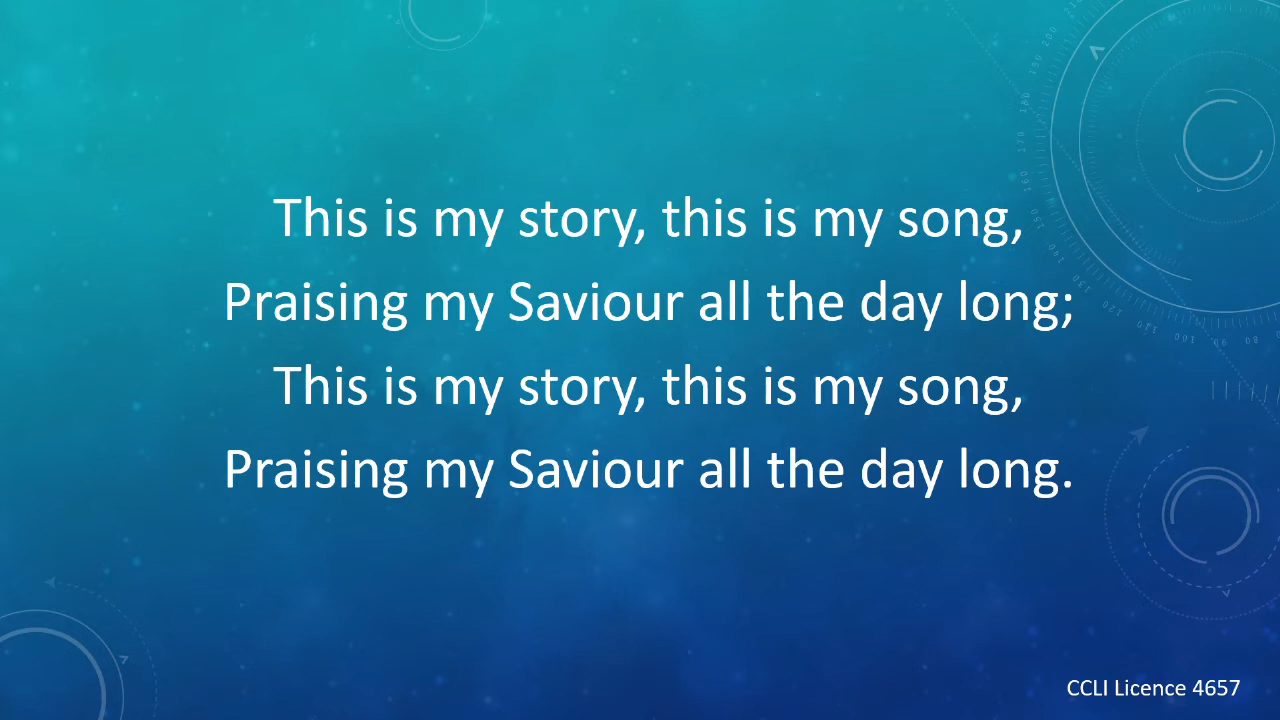 This is my story, this is my song,
Praising my Saviour all the day long;
This is my story, this is my song,
Praising my Saviour all the day long.
CCLI Licence 4657